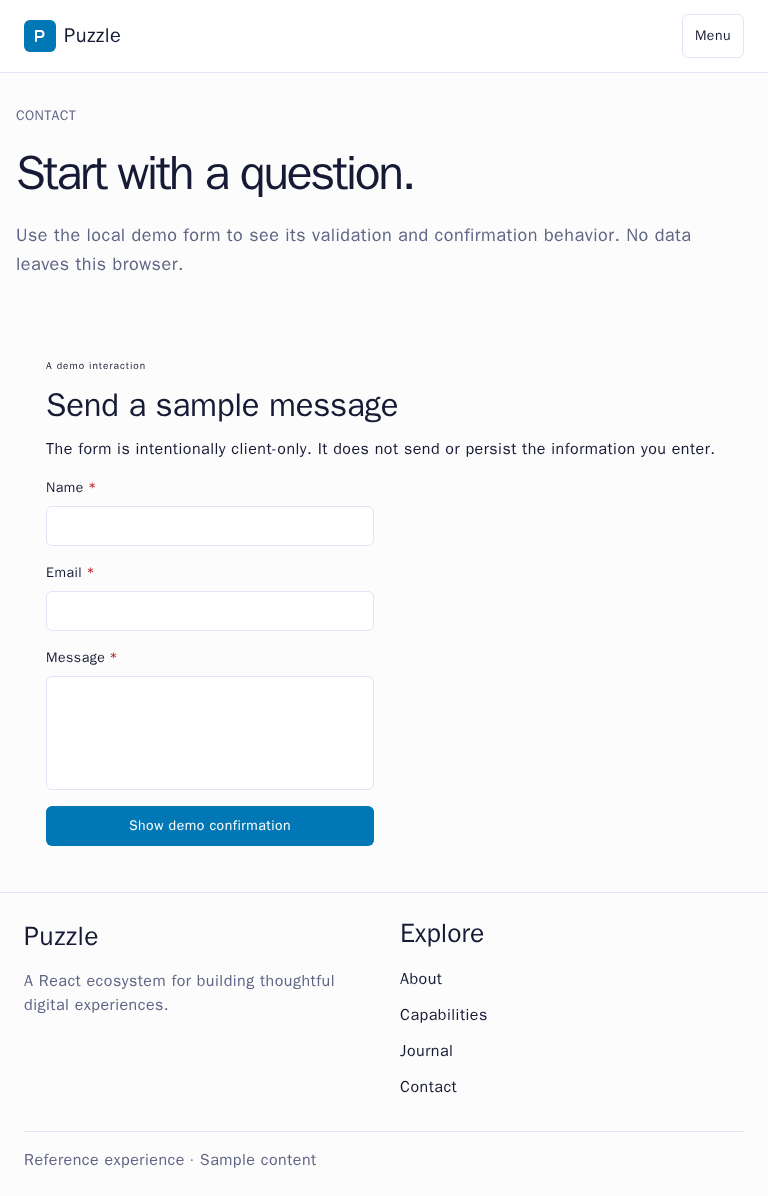 P Puzzle
Menu
CONTACT
Start with a question.
Use the local demo form to see its validation and confirmation behavior. No data
leaves this browser.
A demo interaction
Send a sample message
The form is intentionally client-only. It does not send or persist the information you enter.
Name *
Email *
Message *
Show demo confirmation
Puzzle
A React ecosystem for building thoughtful
digital experiences.
Explore
About
Capabilities
Journal
Contact
Reference experience · Sample content